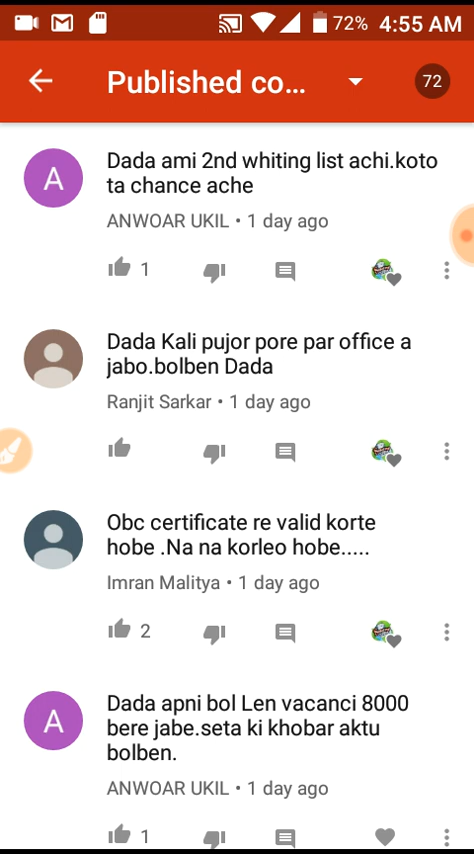 72% 4:55 AM
Published co... 72
A
Dada ami 2nd whiting list achi.koto
ta chance ache
ANWOAR UKIL • 1 day ago
1
Dada Kali pujor pore par office a
jabo.bolben Dada
Ranjit Sarkar • 1 day ago
Obc certificate re valid korte
hobe .Na na korleo hobe.....
Imran Malitya • 1 day ago
2
A
Dada apni bol Len vacanci 8000
bere jabe.seta ki khobar aktu
bolben.
ANWOAR UKIL • 1 day ago
1